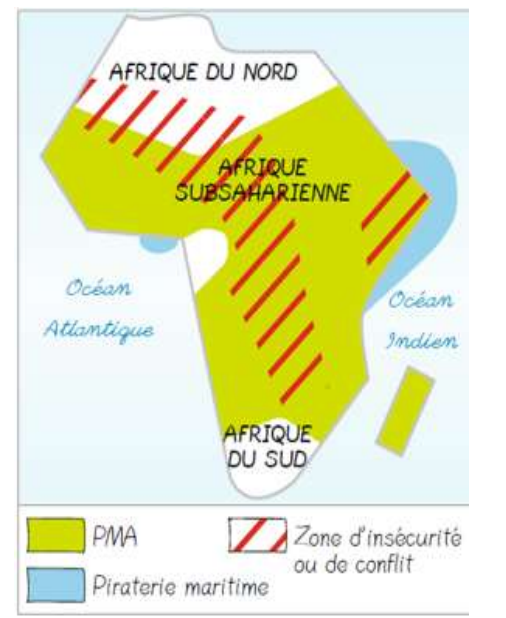 AFRIQUE DU NORD
AFRIQUE
SUBSAHARIENNE
Océan
Atlantique
Océan
Indien
AFRIQUE
DU SUD
PMA
Zone d'insécurité
ou de conflit
Piraterie maritime